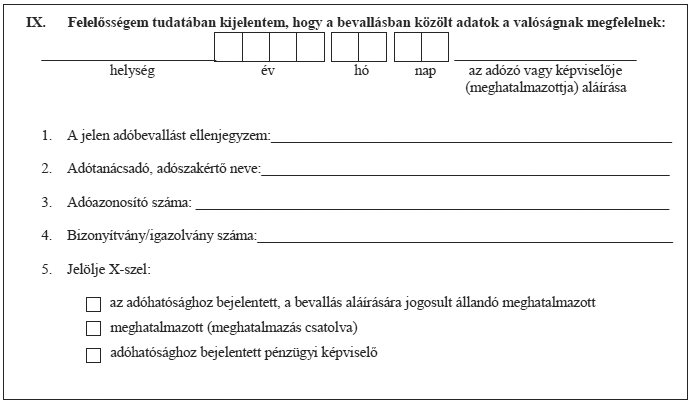 IX. Felelősségem tudatában kijelentem, hogy a bevallásban közölt adatok a valóságnak megfelelnek:
helység év hó nap az adózó vagy képviselője
(meghatalmazottja) aláírása
1. A jelen adóbevallást ellenjegyzem:
2. Adótanácsadó, adószakértő neve:
3. Adóazonosító száma:
4. Bizonyítvány/igazolvány száma:
5. Jelölje X-szel:
az adóhatósághoz bejelentett, a bevallás aláírására jogosult állandó meghatalmazott
meghatalmazott (meghatalmazás csatolva)
adóhatósághoz bejelentett pénzügyi képviselő